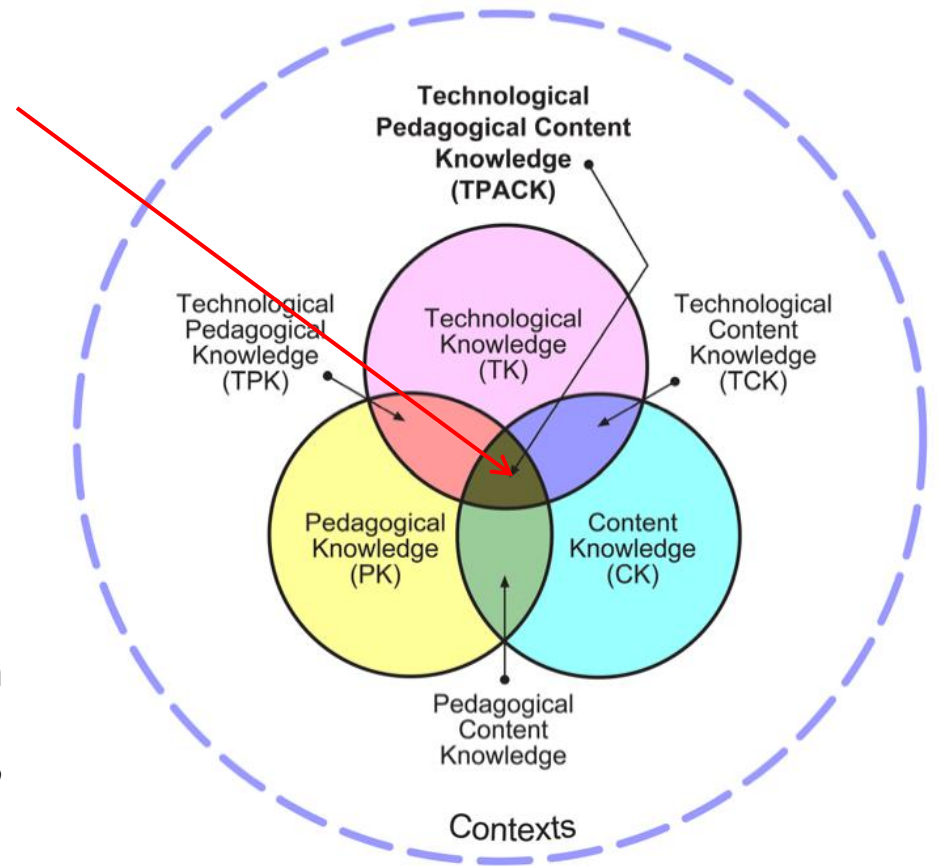 Technological
Pedagogical Content
Knowledge
(TPACK)
Technological
Pedagogical
Knowledge
(TPK)
Technological
Knowledge
(TK)
Technological
Content
Knowledge
(TCK)
Pedagogical
Knowledge
(PK)
Content
Knowledge
(CK)
Pedagogical
Content
Knowledge
Contexts